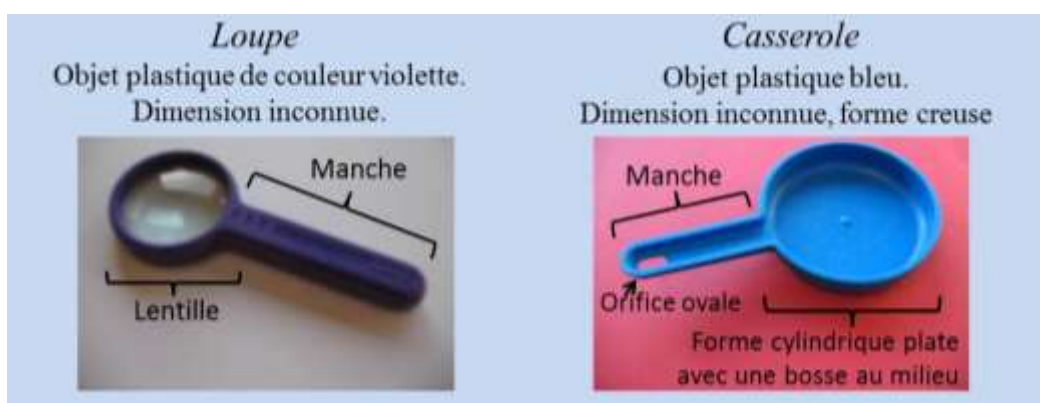 Loupe
Objet plastique de couleur violette.
Dimension inconnue.
Manche
Lentille
Casserole
Objet plastique bleu.
Dimension inconnue, forme creuse
Manche
Orifice ovale
Forme cylindrique plate
avec une bosse au milieu